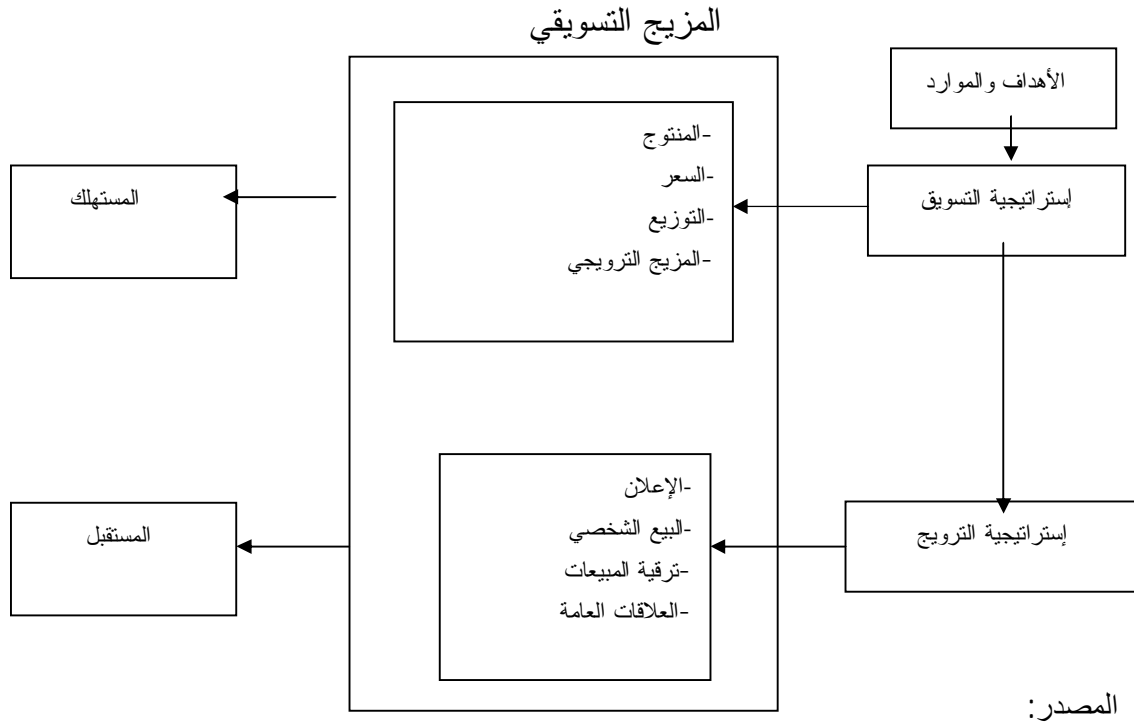 المزيج التسويقي
الأهداف والموارد
إستراتيجية التسويق
-المنتوج
-السعر
-التوزيع
-المزيج الترويجي
المستهلك
إستراتيجية الترويج
-الإعلان
-البيع الشخصي
-ترقية المبيعات
-العلاقات العامة
المستقبل
المصدر: